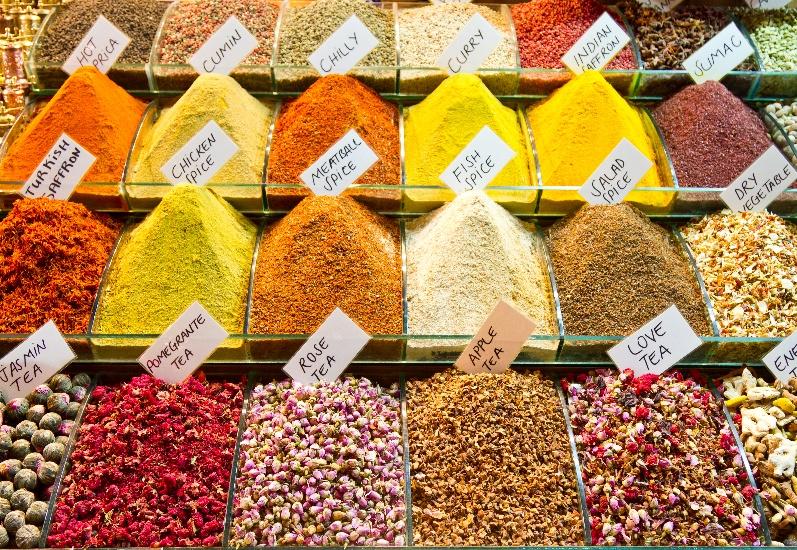 HOT
PAPRICA
CUMIN
CHILLY
CURRY
INDIAN
SAFFRON
SUMAC
TURKISH
SAFFRON
CHICKEN
SPICE
MEATBALL
SPICE
FISH
SPICE
SALAD
SPICE
DRY
VEGETABLE
JASMIN
TEA
POMEGRANTE
TEA
ROSE
TEA
APPLE
TEA
LOVE
TEA